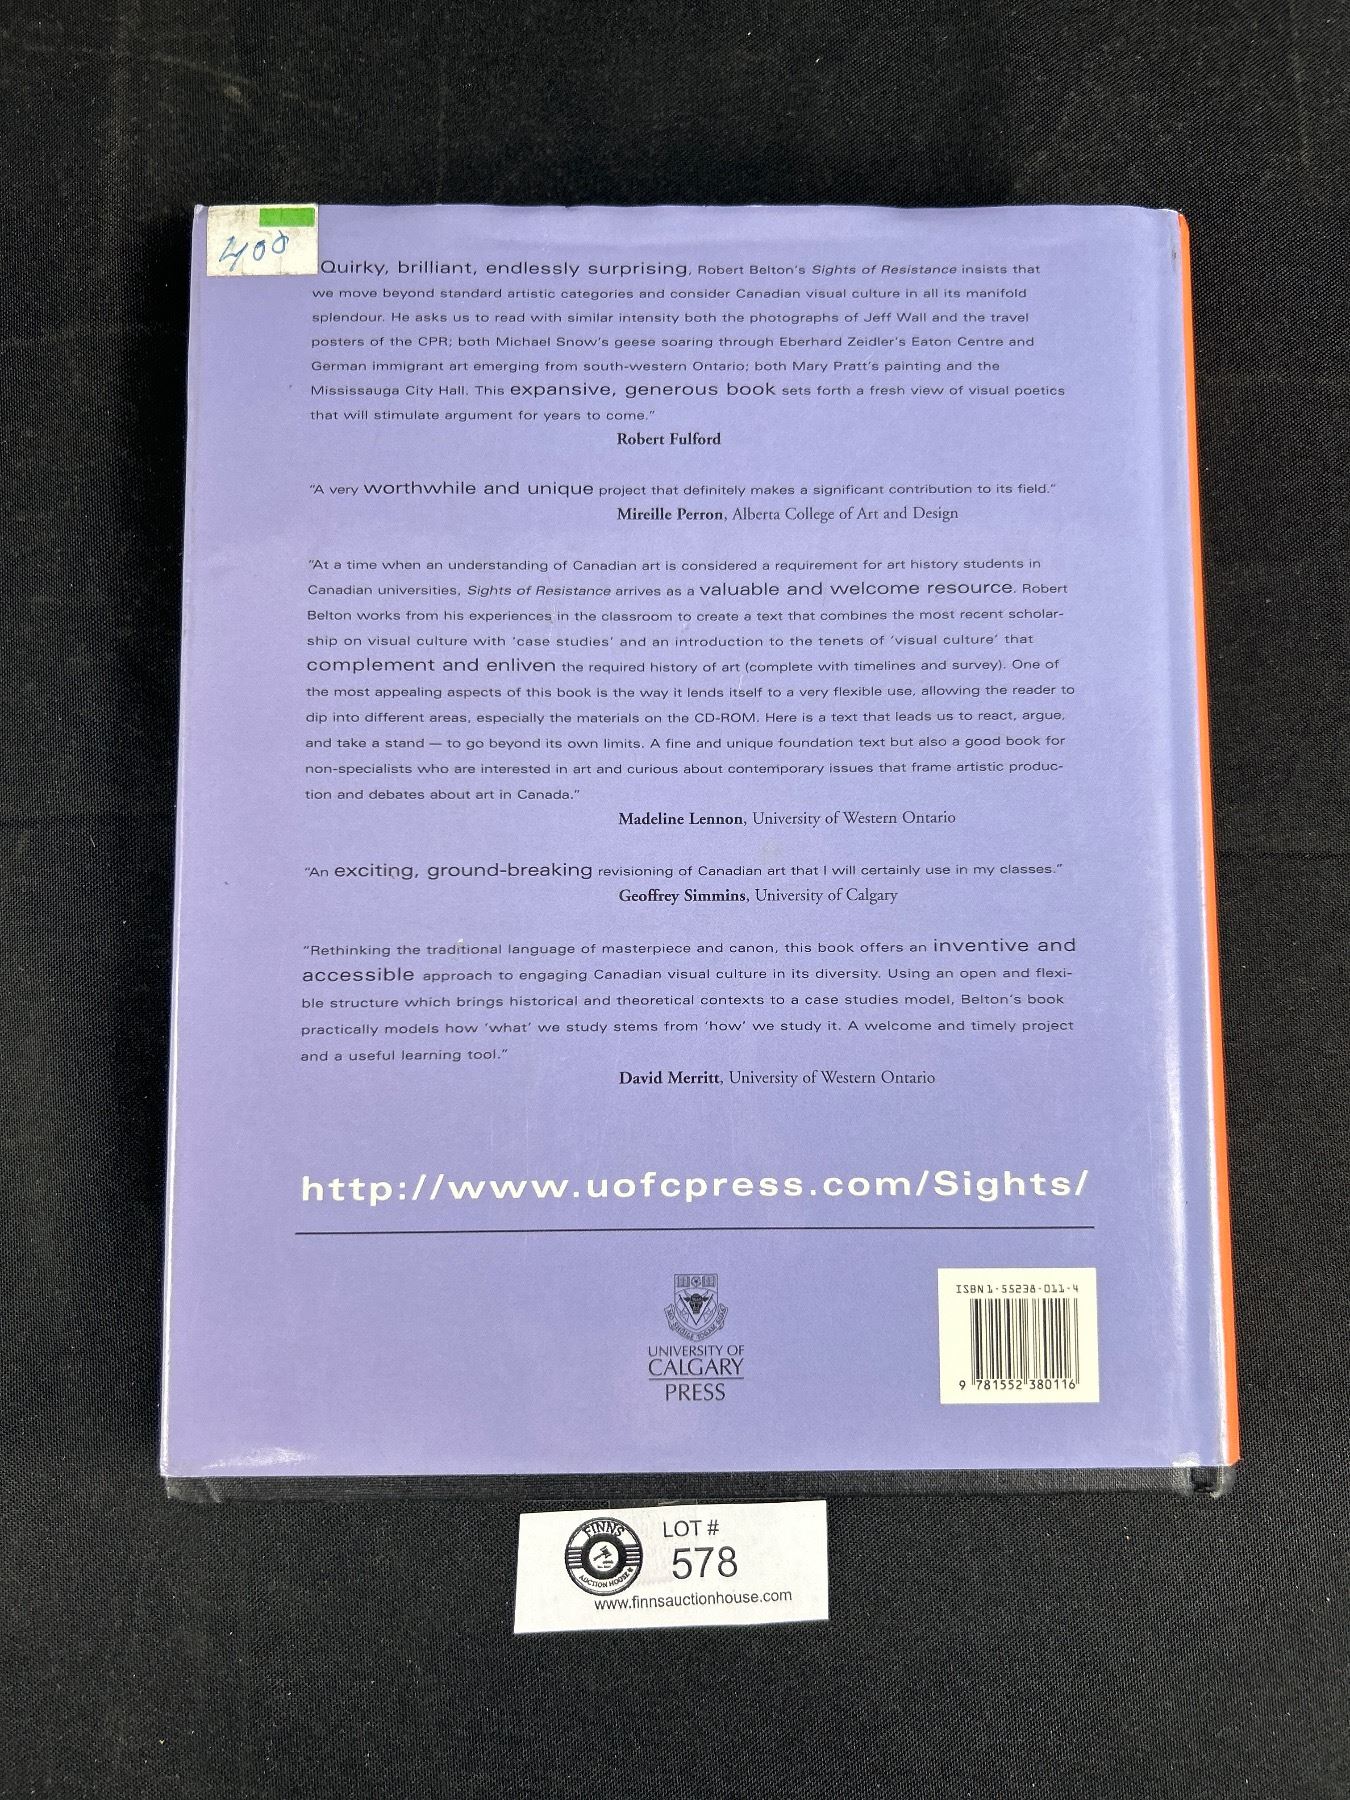 400
Quirky, brilliant, endlessly surprising, Robert Belton's Sights of Resistance insists that
we move beyond standard artistic categories and consider Canadian visual culture in all its manifold
splendour. He asks us to read with similar intensity both the photographs of Jeff Wall and the travel
posters of the CPR; both Michael Snow's geese soaring through Eberhard Zeidler's Eaton Centre and
German immigrant art emerging from south-western Ontario; both Mary Pratt's painting and the
Mississauga City Hall. This expansive, generous book sets forth a fresh view of visual poetics
that will stimulate argument for years to come."
Robert Fulford
"A very worthwhile and unique project that definitely makes a significant contribution to its field."
Mireille Perron, Alberta College of Art and Design
"At a time when an understanding of Canadian art is considered a requirement for art history students in
Canadian universities, Sights of Resistance arrives as a valuable and welcome resource. Robert
Belton works from his experiences in the classroom to create a text that combines the most recent scholar-
ship on visual culture with 'case studies' and an introduction to the tenets of 'visual culture' that
complement and enliven the required history of art (complete with timelines and survey). One of
the most appealing aspects of this book is the way it lends itself to a very flexible use, allowing the reader to
dip into different areas, especially the materials on the CD-ROM. Here is a text that leads us to react, argue,
and take a stand — to go beyond its own limits. A fine and unique foundation text but also a good book for
non-specialists who are interested in art and curious about contemporary issues that frame artistic produc-
tion and debates about art in Canada."
Madeline Lennon, University of Western Ontario
"An exciting, ground-breaking revisioning of Canadian art that I will certainly use in my classes."
Geoffrey Simmins, University of Calgary
"Rethinking the traditional language of masterpiece and canon, this book offers an inventive and
accessible approach to engaging Canadian visual culture in its diversity. Using an open and flexi-
ble structure which brings historical and theoretical contexts to a case studies model, Belton's book
practically models how 'what' we study stems from 'how' we study it. A welcome and timely project
and a useful learning tool."
David Merritt, University of Western Ontario
http://www.uofcpress.com/Sights/
UNIVERSITY OF
CALGARY
PRESS
ISBN 1-55238-011-4
9 781552 380116
FINNS
AUCTION HOUSE
LOT #
578
www.finnsauctionhouse.com